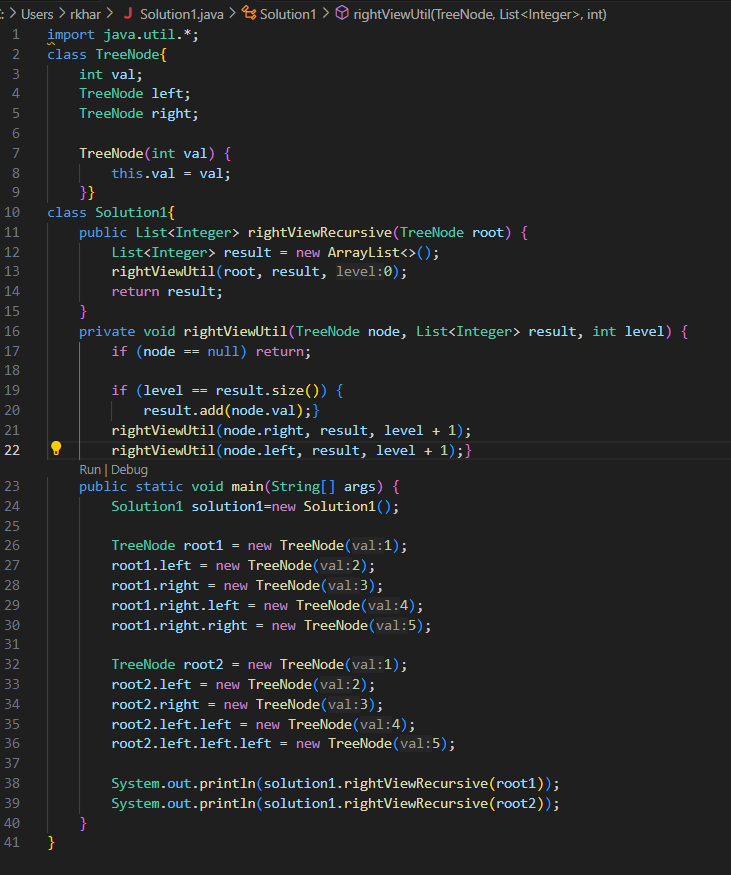 : > Users > rkhar > J Solution1.java > Solution1 > rightViewUtil(TreeNode, List<Integer>, int)
1 import java.util.*;
2 class TreeNode{
3     int val;
4     TreeNode left;
5     TreeNode right;
6
7     TreeNode(int val) {
8         this.val = val;
9     }}
10 class Solution1{
11     public List<Integer> rightViewRecursive(TreeNode root) {
12         List<Integer> result = new ArrayList<>();
13         rightViewUtil(root, result, level:0);
14         return result;
15     }
16     private void rightViewUtil(TreeNode node, List<Integer> result, int level) {
17         if (node == null) return;
18
19         if (level == result.size()) {
20             result.add(node.val);}
21         rightViewUtil(node.right, result, level + 1);
22         rightViewUtil(node.left, result, level + 1);}
Run | Debug
23     public static void main(String[] args) {
24         Solution1 solution1=new Solution1();
25
26         TreeNode root1 = new TreeNode(val:1);
27         root1.left = new TreeNode(val:2);
28         root1.right = new TreeNode(val:3);
29         root1.right.left = new TreeNode(val:4);
30         root1.right.right = new TreeNode(val:5);
31
32         TreeNode root2 = new TreeNode(val:1);
33         root2.left = new TreeNode(val:2);
34         root2.right = new TreeNode(val:3);
35         root2.left.left = new TreeNode(val:4);
36         root2.left.left.left = new TreeNode(val:5);
37
38         System.out.println(solution1.rightViewRecursive(root1));
39         System.out.println(solution1.rightViewRecursive(root2));
40     }
41 }